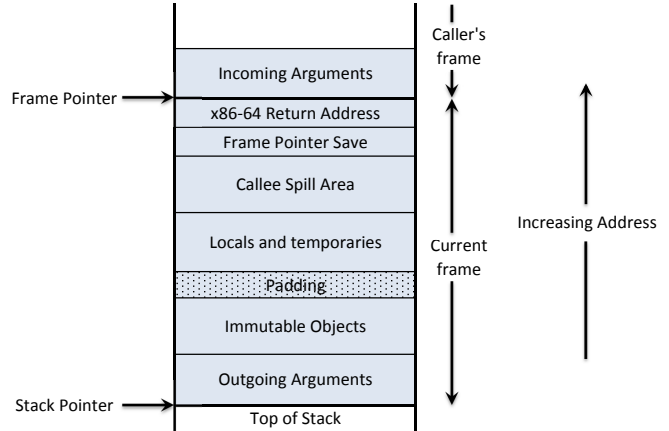 Caller's
frame
Incoming Arguments
Frame Pointer
x86-64 Return Address
Frame Pointer Save
Callee Spill Area
Increasing Address
Locals and temporaries
Current
frame
Padding
Immutable Objects
Outgoing Arguments
Stack Pointer
Top of Stack